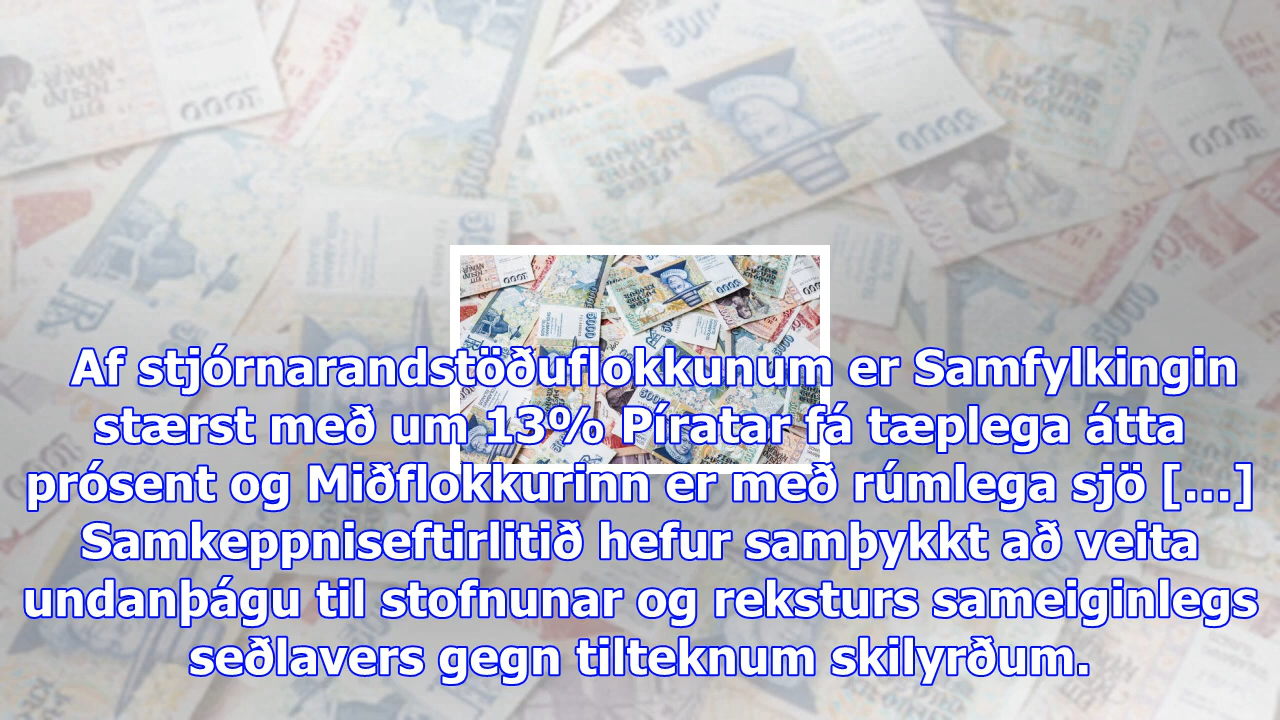 Af stjórnarandstöðuflokkunum er Samfylkingin
stærst með um 13% Píratar fá tæplega átta
prósent og Miðflokkurinn er með rúmlega sjö [...]
Samkeppniseftirlitið hefur samþykkt að veita
undanþágu til stofnunar og reksturs sameiginlegs
seðlavers gegn tilteknum skilyrðum.